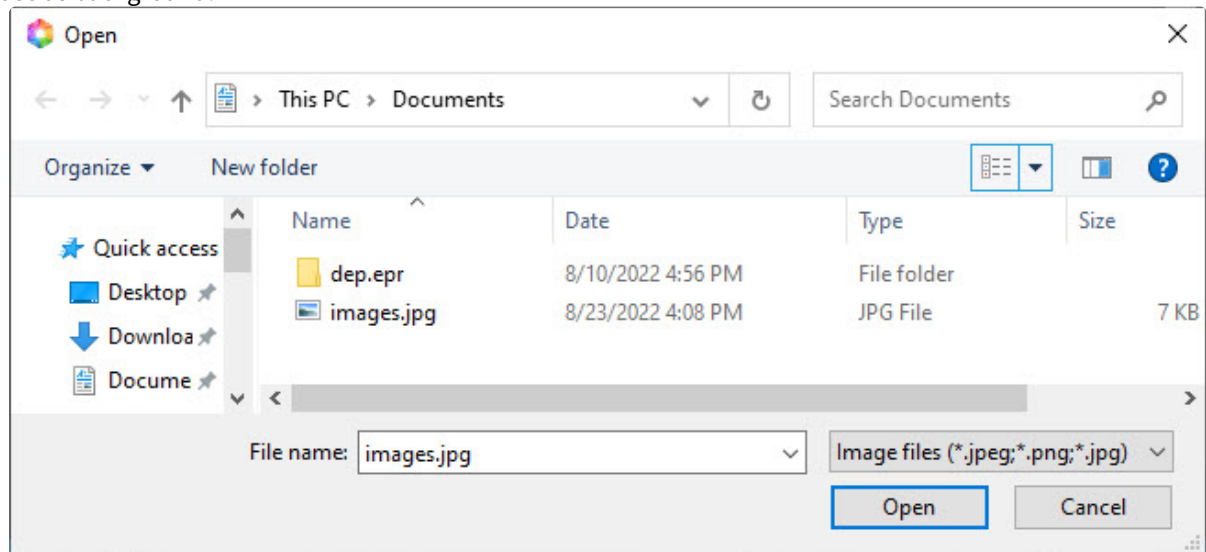 Open
This PC > Documents
Search Documents
Organize
New folder
Name Date Type Size
Quick access
Desktop
Downloa
Docume
dep.epr 8/10/2022 4:56 PM File folder
images.jpg 8/23/2022 4:08 PM JPG File 7 KB
File name: images.jpg
Image files (*.jpeg;*.png;*.jpg)
Open Cancel